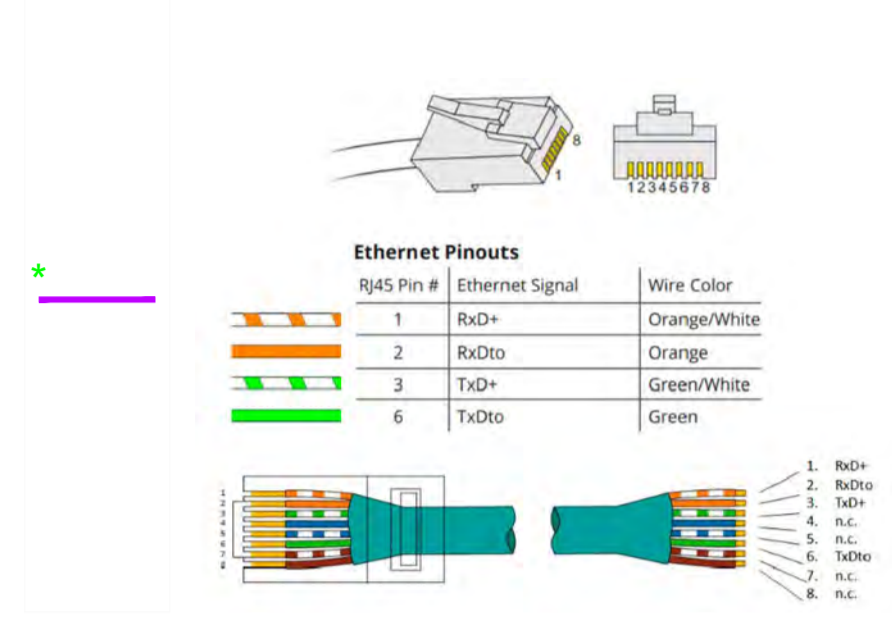 8
1
12345678
*
Ethernet Pinouts
RJ45 Pin # Ethernet Signal Wire Color
1 RxD+ Orange/White
2 RxDto Orange
3 TxD+ Green/White
6 TxDto Green
1
2
3
4
5
6
7
8
1. RxD+
2. RxDto
3. TxD+
4. n.c.
5. n.c.
6. TxDto
7. n.c.
8. n.c.